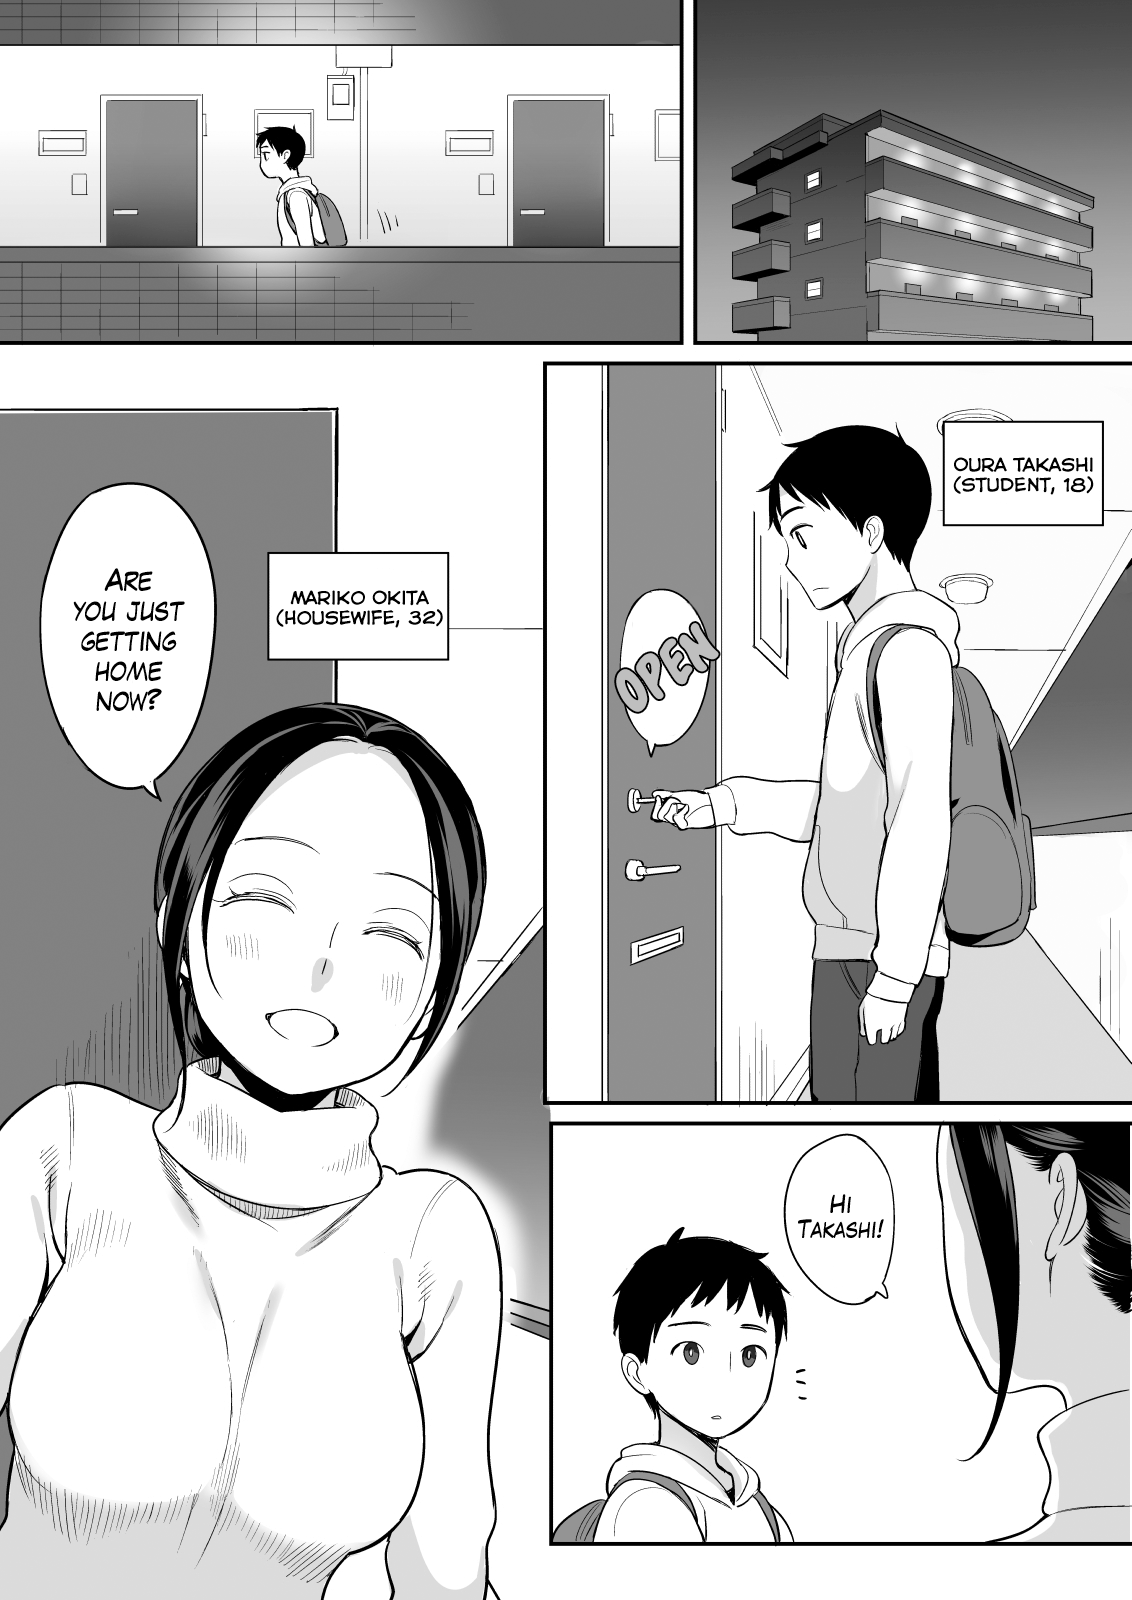 OURA TAKASHI
(STUDENT, 18)
OPEN
HI
TAKASHI!
MARIKO OKITA
(HOUSEWIFE, 32)
ARE
YOU JUST
GETTING
HOME
NOW?